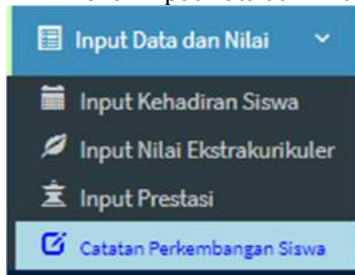 Input Data dan Nilai
Input Kehadiran Siswa
Input Nilai Ekstrakurikuler
Input Prestasi
Catatan Perkembangan Siswa